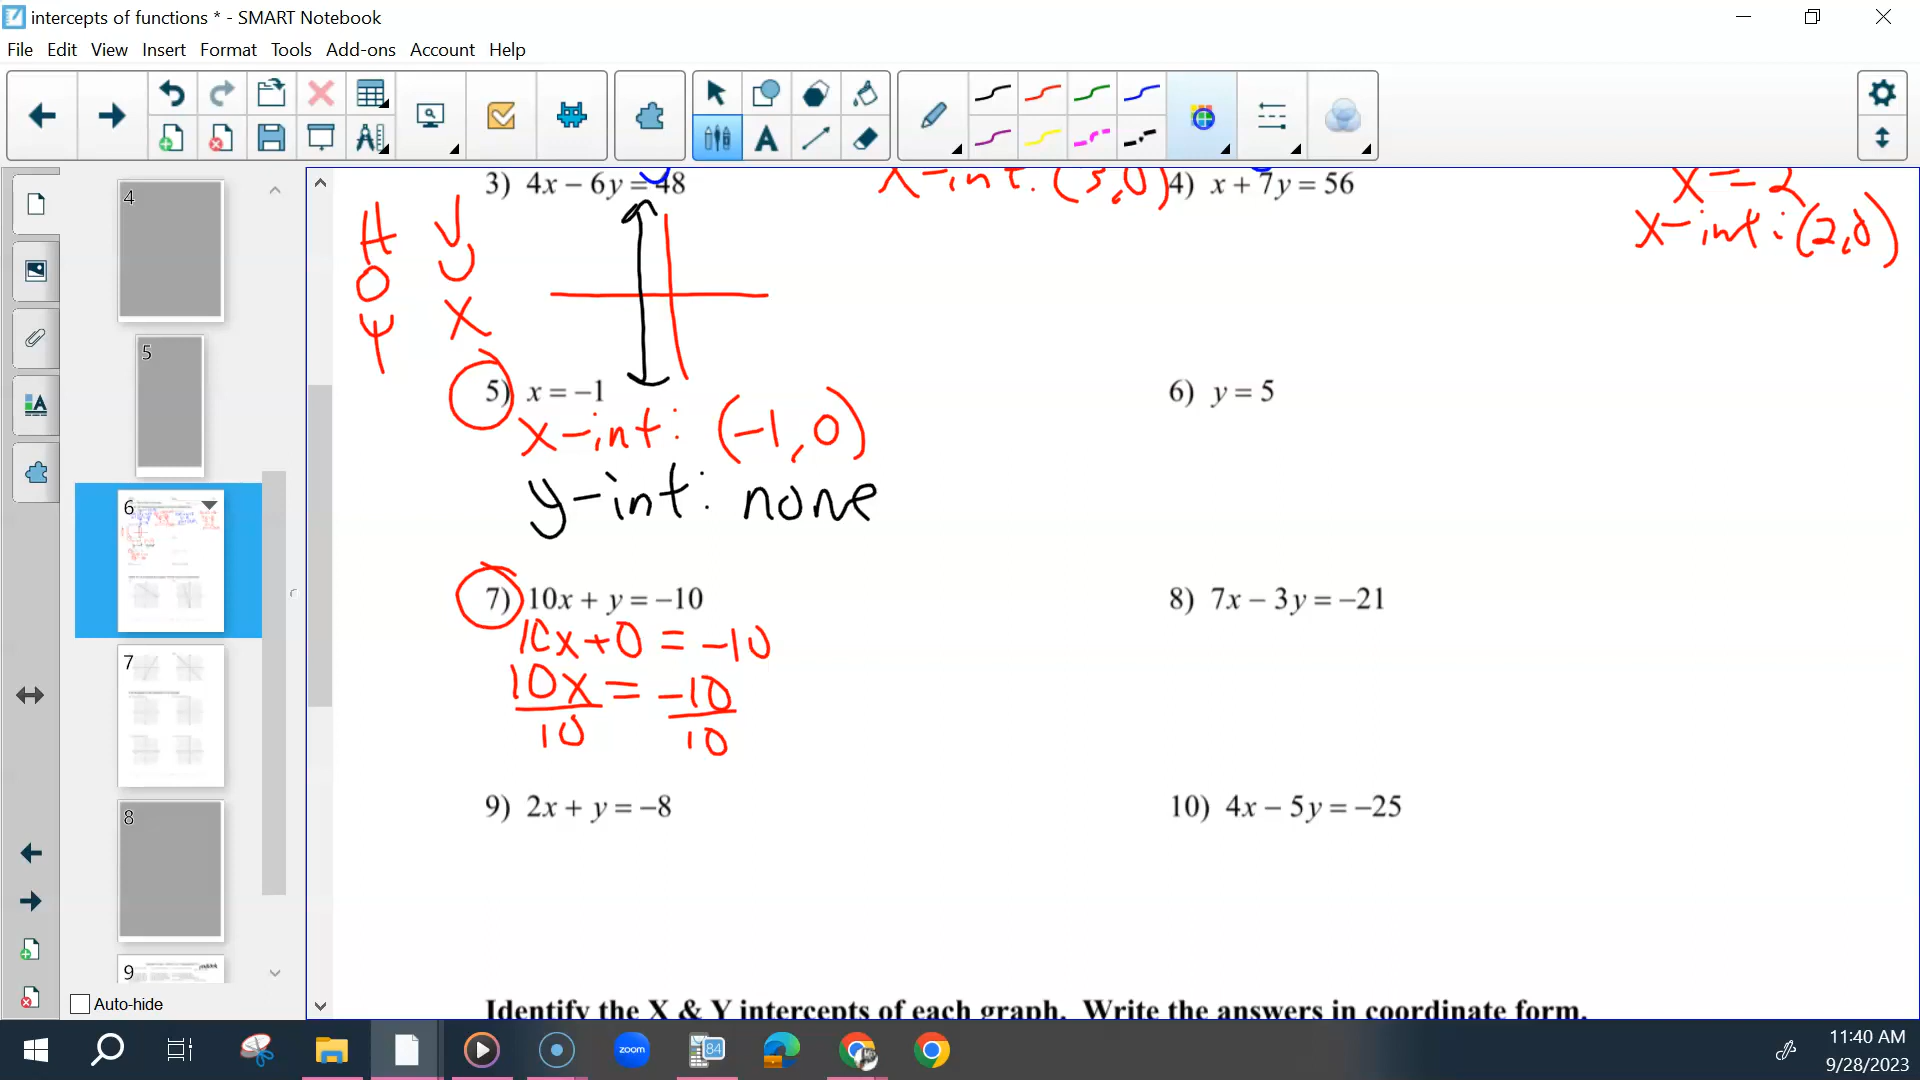 intercepts of functions * - SMART Notebook
File Edit View Insert Format Tools Add-ons Account Help
4
5
6
7
8
9
Auto-hide
3) 4x − 6y = 48
x-int: (5,0)
4) x + 7y = 56
x = 2
x-int: (2,0)
H
O
Y
V
U
X
5) x = −1
x-int: (-1,0)
y-int: none
6) y = 5
7) 10x + y = −10
10x+0 = -10
10x = -10
10 10
8) 7x − 3y = −21
9) 2x + y = −8
10) 4x − 5y = −25
Identify the X & Y intercepts of each graph. Write the answers in coordinate form.
zoom
84
11:40 AM
9/28/2023